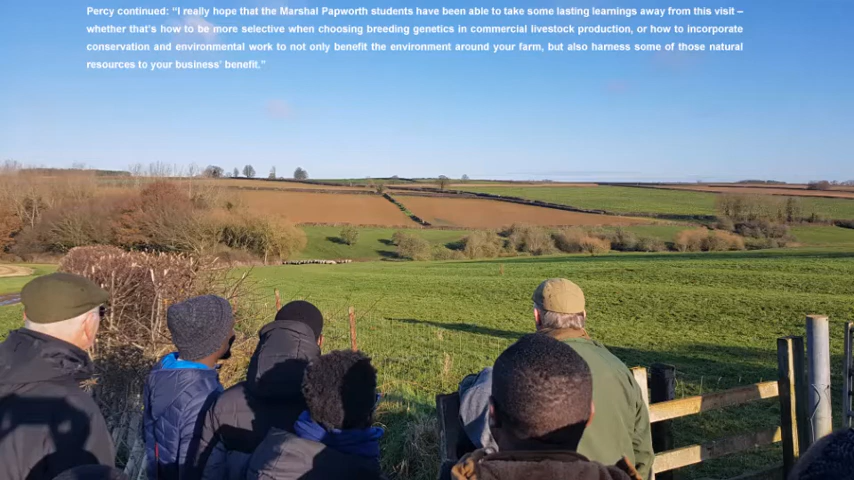 Percy continued: “I really hope that the Marshal Papworth students have been able to take some lasting learnings away from this visit –
whether that’s how to be more selective when choosing breeding genetics in commercial livestock production, or how to incorporate
conservation and environmental work to not only benefit the environment around your farm, but also harness some of those natural
resources to your business’ benefit.”